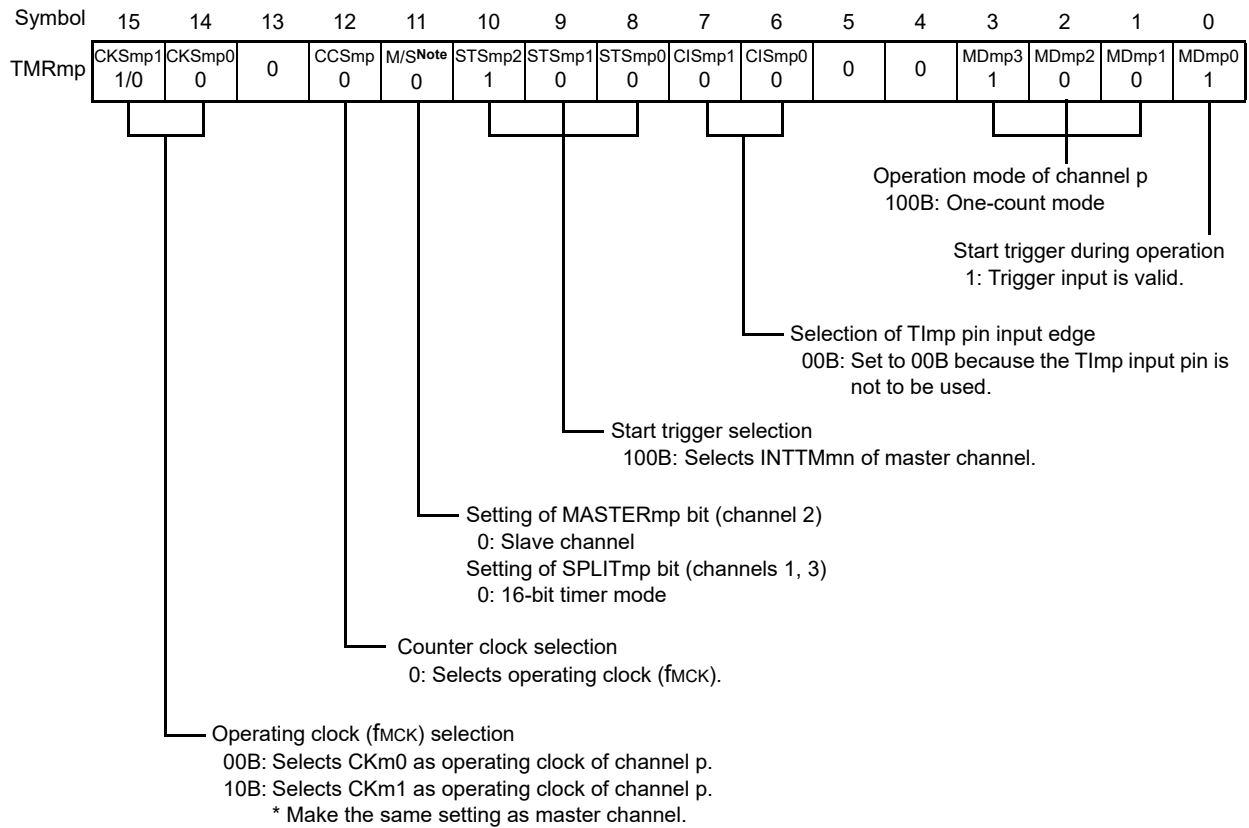 Symbol 15 14 13 12 11 10 9 8 7 6 5 4 3 2 1 0
CKSmp1 CKSmp0 CCSmp M/SNote STSmp2 STSmp1 STSmp0 CISmp1 CISmp0 MDmp3 MDmp2 MDmp1 MDmp0
TMRmp 1/0 0 0 0 0 1 0 0 0 0 0 0 1 0 0 1
Operation mode of channel p
100B: One-count mode
Start trigger during operation
1: Trigger input is valid.
Selection of TImp pin input edge
00B: Set to 00B because the TImp input pin is
not to be used.
Start trigger selection
100B: Selects INTTMmn of master channel.
Setting of MASTERmp bit (channel 2)
0: Slave channel
Setting of SPLITmp bit (channels 1, 3)
0: 16-bit timer mode
Counter clock selection
0: Selects operating clock (fMCK).
Operating clock (fMCK) selection
00B: Selects CKm0 as operating clock of channel p.
10B: Selects CKm1 as operating clock of channel p.
* Make the same setting as master channel.